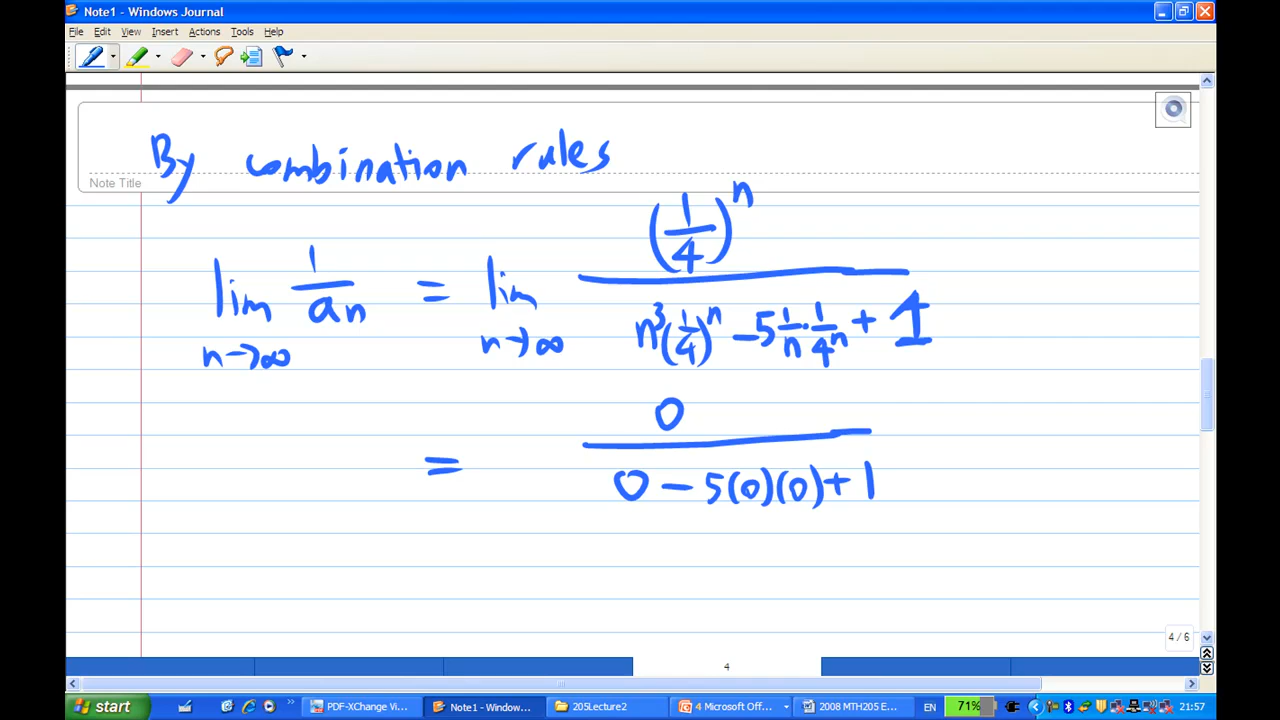 Note1 - Windows Journal
File Edit View Insert Actions Tools Help
By combination rules
Note Title
lim n→∞ 1/an = lim n→∞ (1/4)^n / (n^3(1/4)^n - 5 1/n · 1/4^n + 1)
= 0 / (0 - 5(0)(0) + 1)
4 / 6
4
start PDF-XChange Vi... Note1 - Window... 205Lecture2 4 Microsoft Off... 2008 MTH205 E... EN 71% 21:57